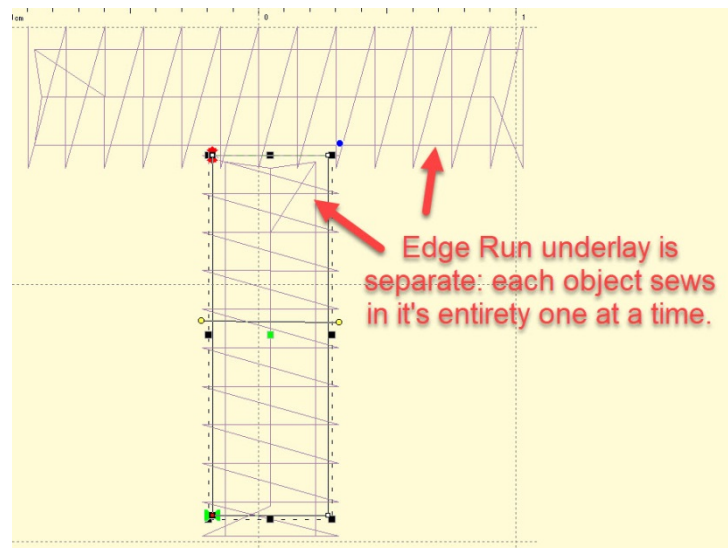 cm 0 1
Edge Run underlay is
separate: each object sews
in it's entirety one at a time.